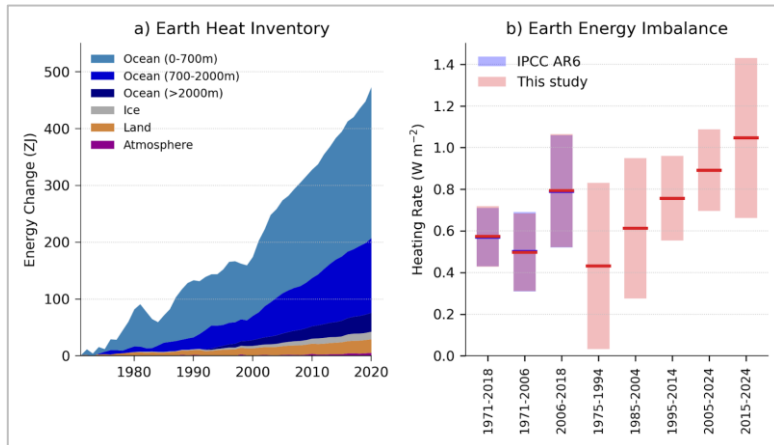 a) Earth Heat Inventory
Energy Change (ZJ)
500
400
300
200
100
0
Ocean (0-700m)
Ocean (700-2000m)
Ocean (>2000m)
Ice
Land
Atmosphere
1980
1990
2000
2010
2020
b) Earth Energy Imbalance
Heating Rate (W m⁻²)
1.4
1.2
1.0
0.8
0.6
0.4
0.2
0.0
IPCC AR6
This study
1971-2018
1971-2006
2006-2018
1975-1994
1985-2004
1995-2014
2005-2024
2015-2024